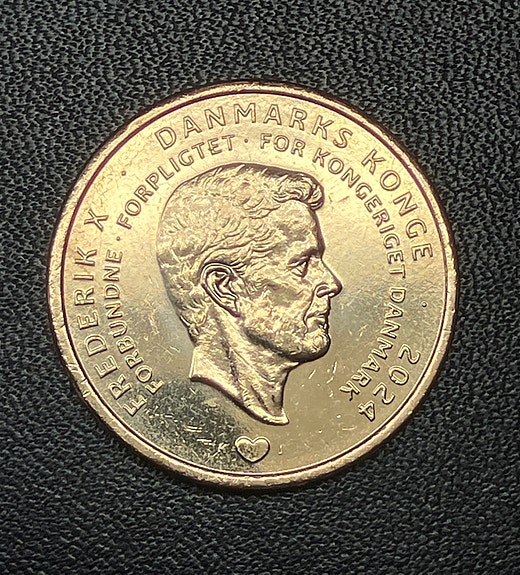 FREDERIK X DANMARKS KONGE · 2024
FORBUNDNE · FORPLIGTET · FOR KONGERIGET DANMARK